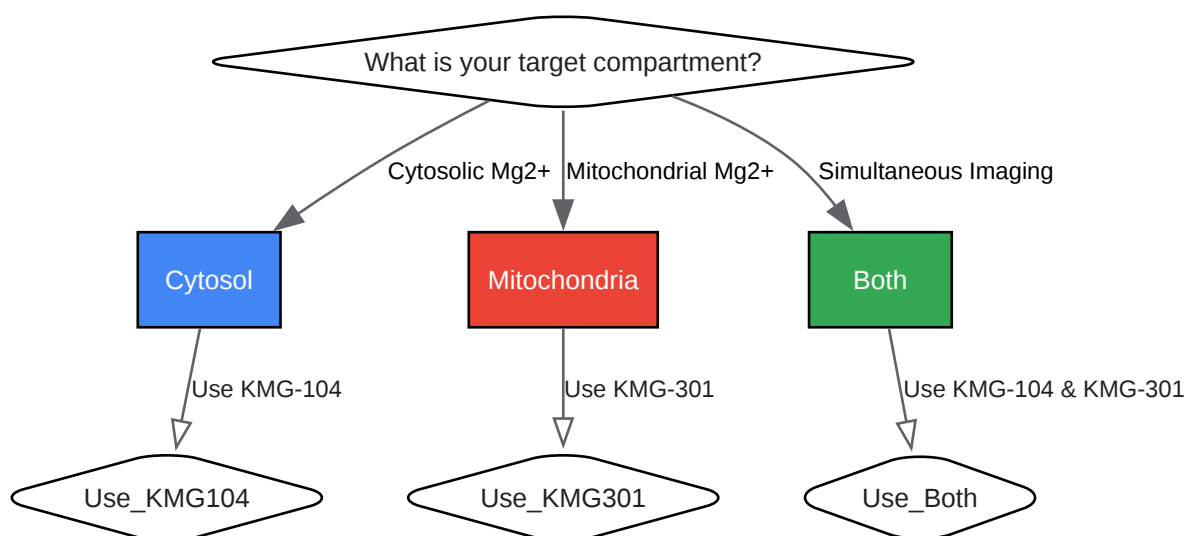 What is your target compartment?
Cytosolic Mg2+
Mitochondrial Mg2+
Simultaneous Imaging
Cytosol
Mitochondria
Both
Use KMG-104
Use KMG-301
Use KMG-104 & KMG-301
Use_KMG104
Use_KMG301
Use_Both